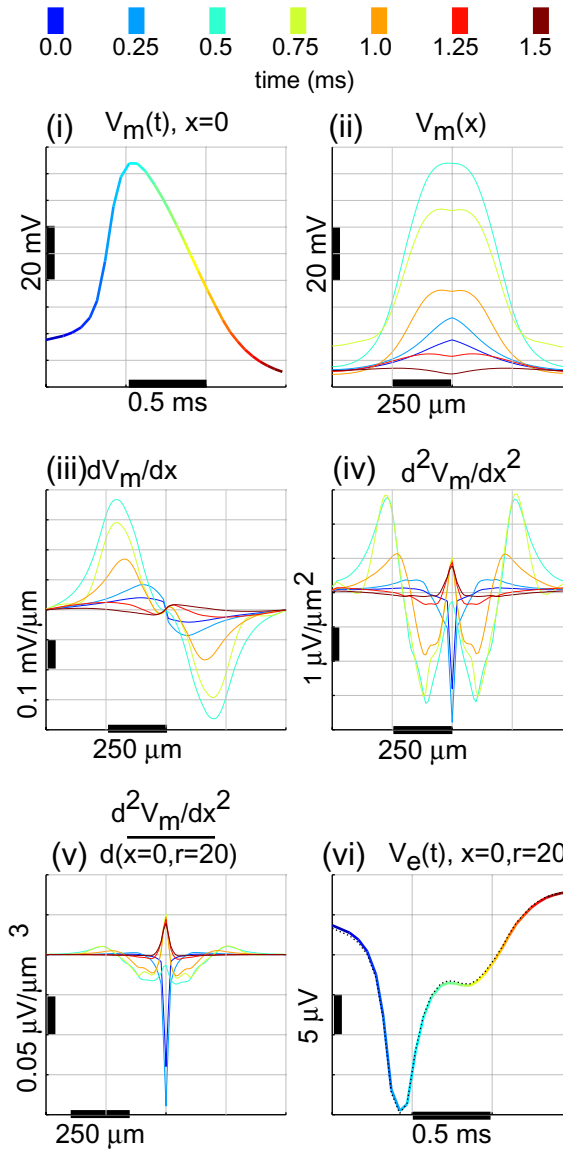 0.0 0.25 0.5 0.75 1.0 1.25 1.5
time (ms)
(i) V_m(t), x=0
20 mV
0.5 ms
(ii) V_m(x)
20 mV
250 μm
(iii) dV_m/dx
0.1 mV/μm
250 μm
(iv) d²V_m/dx²
1 μV/μm²
250 μm
(v) d²V_m/dx²
d(x=0,r=20)
0.05 μV/μm 3
250 μm
(vi) V_e(t), x=0,r=20
5 μV
0.5 ms